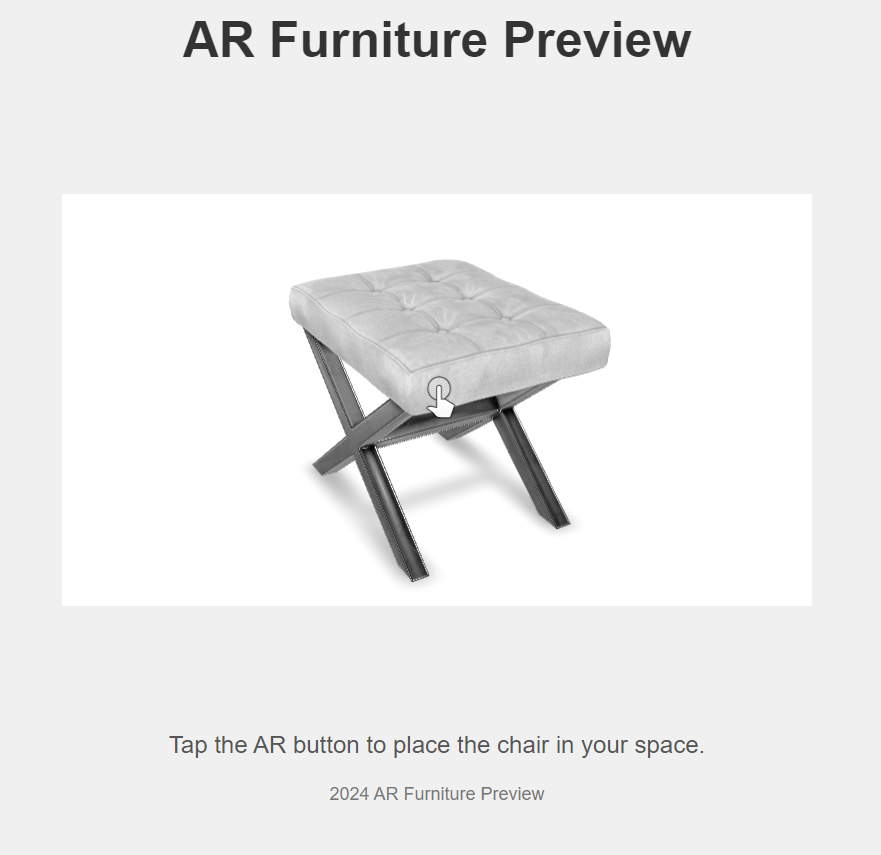 AR Furniture Preview
Tap the AR button to place the chair in your space.
2024 AR Furniture Preview